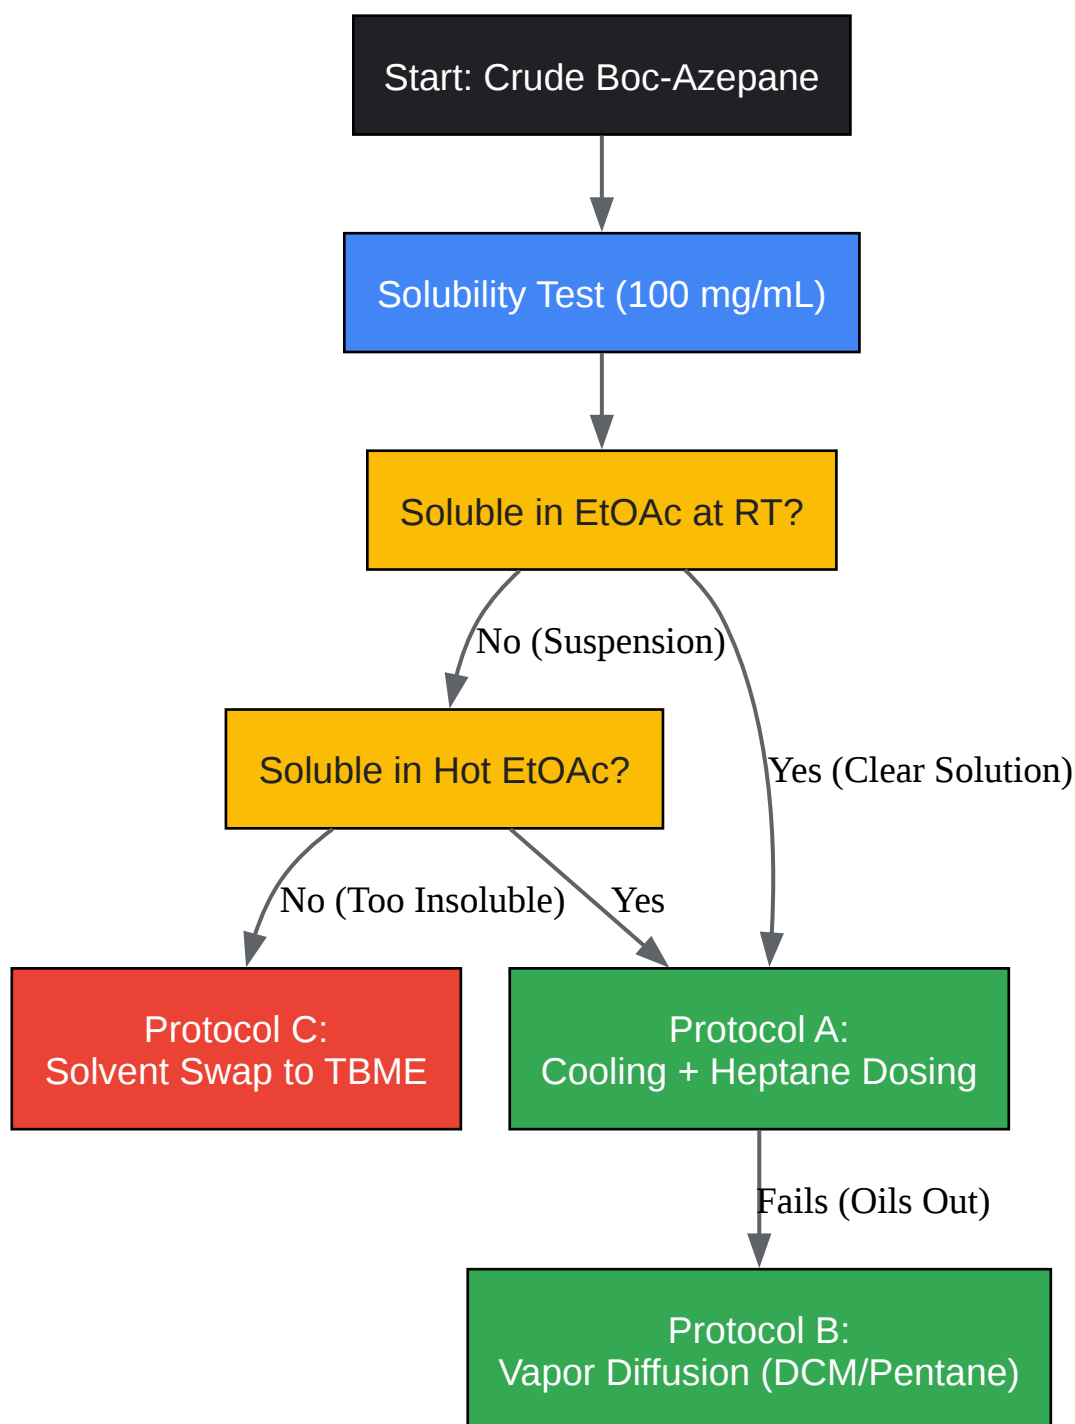 Start: Crude Boc-Azepane
Solubility Test (100 mg/mL)
Soluble in EtOAc at RT?
No (Suspension)
Yes (Clear Solution)
Soluble in Hot EtOAc?
No (Too Insoluble)
Yes
Protocol C:
Solvent Swap to TBME
Protocol A:
Cooling + Heptane Dosing
Fails (Oils Out)
Protocol B:
Vapor Diffusion (DCM/Pentane)